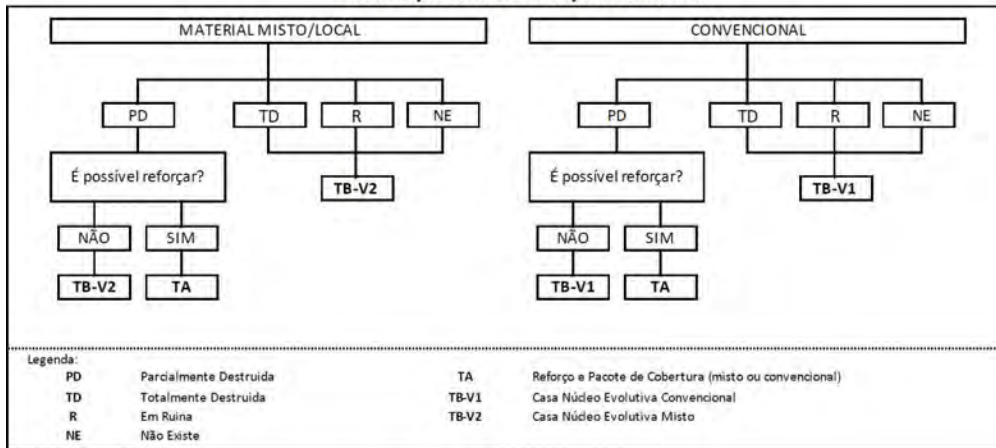 MATERIAL MISTO/LOCAL
PD
TD
R
NE
É possível reforçar?
TB-V2
NÃO
SIM
TB-V2
TA
CONVENCIONAL
PD
TD
R
NE
É possível reforçar?
TB-V1
NÃO
SIM
TB-V1
TA
Legenda:
PD Parcialmente Destruida
TD Totalmente Destruida
R Em Ruina
NE Não Existe
TA Reforço e Pacote de Cobertura (misto ou convencional)
TB-V1 Casa Núcleo Evolutiva Convencional
TB-V2 Casa Núcleo Evolutiva Misto